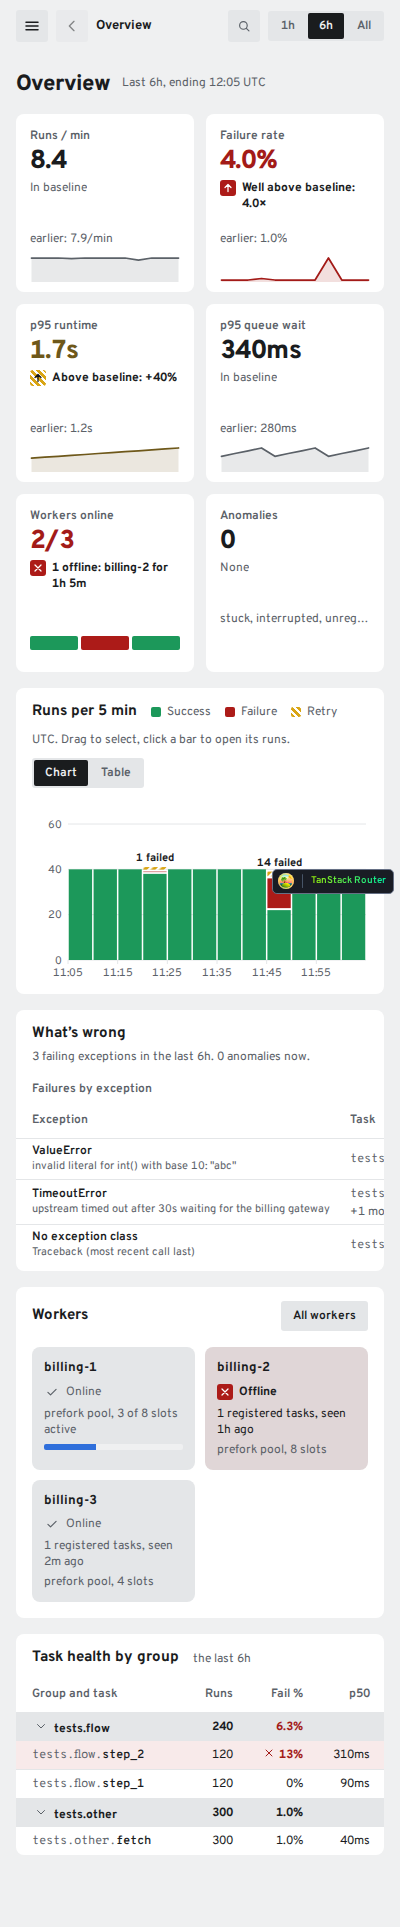 Overview
1h 6h All
Overview Last 6h, ending 12:05 UTC
Runs / min
8.4
In baseline
earlier: 7.9/min
Failure rate
4.0%
Well above baseline:
4.0×
earlier: 1.0%
p95 runtime
1.7s
Above baseline: +40%
earlier: 1.2s
p95 queue wait
340ms
In baseline
earlier: 280ms
Workers online
2/3
1 offline: billing-2 for
1h 5m
Anomalies
0
None
stuck, interrupted, unreg…
Runs per 5 min Success Failure Retry
UTC. Drag to select, click a bar to open its runs.
Chart Table
60
1 failed
14 failed
40
TanStack Router
20
0
11:05 11:15 11:25 11:35 11:45 11:55
What's wrong
3 failing exceptions in the last 6h. 0 anomalies now.
Failures by exception
Exception Task
ValueError
invalid literal for int() with base 10: "abc"
tests
TimeoutError
upstream timed out after 30s waiting for the billing gateway
tests
+1 mo
No exception class
Traceback (most recent call last)
tests
Workers All workers
billing-1
Online
prefork pool, 3 of 8 slots
active
billing-2
Offline
1 registered tasks, seen
1h ago
prefork pool, 8 slots
billing-3
Online
1 registered tasks, seen
2m ago
prefork pool, 4 slots
Task health by group the last 6h
Group and task Runs Fail % p50
tests.flow 240 6.3%
tests.flow.step_2 120 13% 310ms
tests.flow.step_1 120 0% 90ms
tests.other 300 1.0%
tests.other.fetch 300 1.0% 40ms